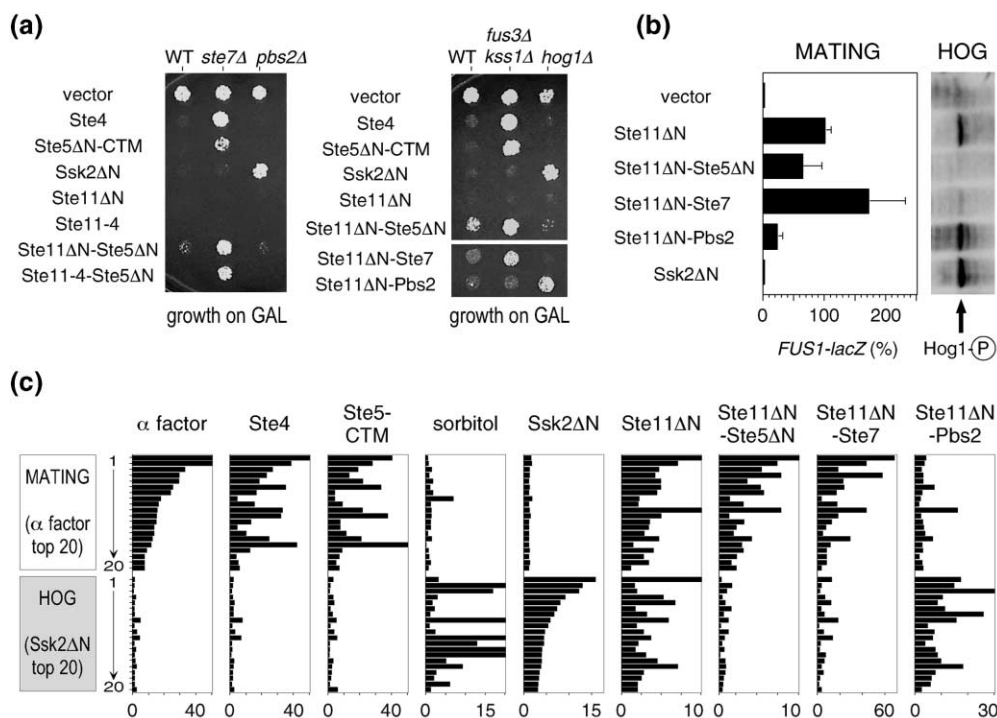 (a)
WT ste7Δ pbs2Δ
vector
Ste4
Ste5ΔN-CTM
Ssk2ΔN
Ste11ΔN
Ste11-4
Ste11ΔN-Ste5ΔN
Ste11-4-Ste5ΔN
growth on GAL
fus3Δ
WT kss1Δ hog1Δ
vector
Ste4
Ste5ΔN-CTM
Ssk2ΔN
Ste11ΔN
Ste11ΔN-Ste5ΔN
Ste11ΔN-Ste7
Ste11ΔN-Pbs2
growth on GAL
(b)
MATING HOG
vector
Ste11ΔN
Ste11ΔN-Ste5ΔN
Ste11ΔN-Ste7
Ste11ΔN-Pbs2
Ssk2ΔN
0 100 200
FUS1-lacZ (%)
Hog1-P
(c)
α factor
Ste4
Ste5-
CTM
sorbitol
Ssk2ΔN
Ste11ΔN
Ste11ΔN
-Ste5ΔN
Ste11ΔN
-Ste7
Ste11ΔN
-Pbs2
MATING
(α factor
top 20)
1
20
HOG
(Ssk2ΔN
top 20)
1
20
0 50
0 40
0 40
0 15
0 15
0 10
0 10
0 60
0 30